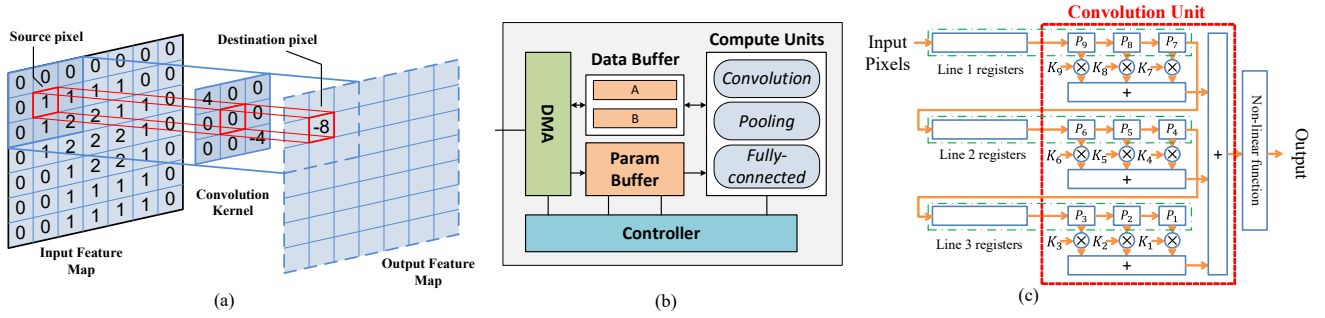 Source pixel
Destination pixel
0 0 0 0 0 0 0
0 1 1 1 1 1 0
0 1 2 2 2 1 0
0 1 2 2 2 1 0
0 1 2 2 2 1 0
0 1 1 1 1 1 0
0 0 0 0 0 0 0
4 0 0
0 0 0
0 0 -4
-8
Convolution
Kernel
Input Feature
Map
Output Feature
Map
(a)
DMA
Data Buffer
A
B
Param
Buffer
Compute Units
Convolution
Pooling
Fully-
connected
Controller
(b)
Convolution Unit
Input
Pixels
Line 1 registers
P9 P8 P7
K9 ⊗ K8 ⊗ K7 ⊗
+
Line 2 registers
P6 P5 P4
K6 ⊗ K5 ⊗ K4 ⊗
+
Line 3 registers
P3 P2 P1
K3 ⊗ K2 ⊗ K1 ⊗
+
+
Non-linear function
Output
(c)